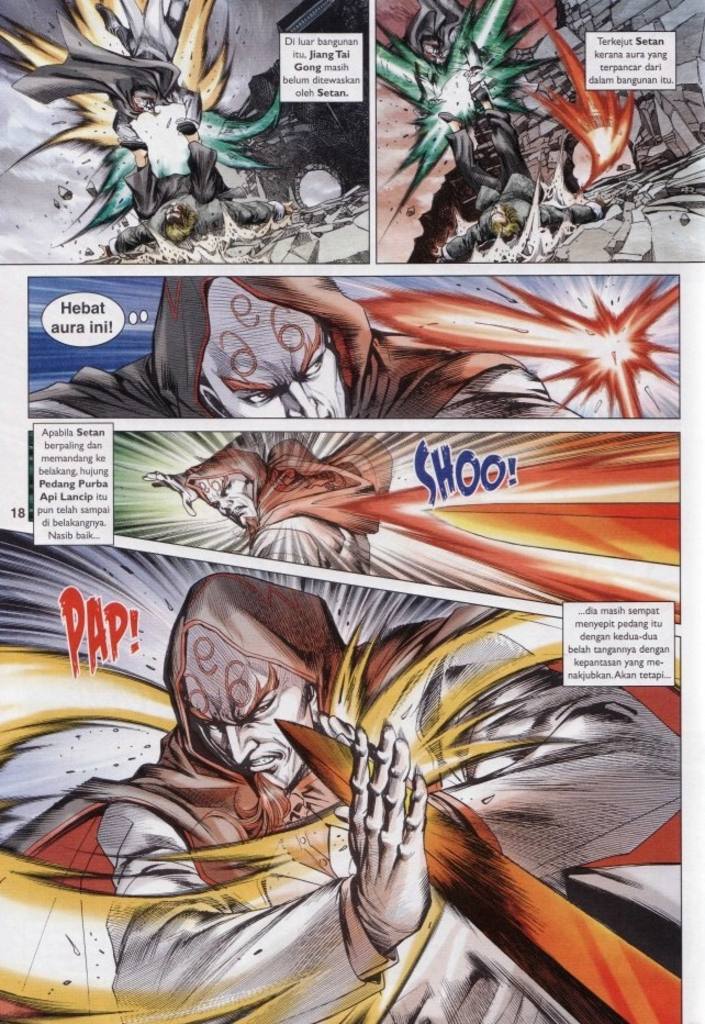 Di luar bangunan
itu, Jiang Tai
Gong masih
belum ditewaskan
oleh Setan.
Terkejut Setan
kerana aura yang
terpancar dari
dalam bangunan itu.
Hebat
aura ini!
Apabila Setan
berpaling dan
memandang ke
belakang, hujung
Pedang Purba
Api Lancip itu
pun telah sampai
di belakangnya.
Nasib baik...
SHOO!
18
PAP!
...dia masih sempat
menyepit pedang itu
dengan kedua-dua
belah tangannya dengan
kepantasan yang me-
nakjubkan. Akan tetapi...